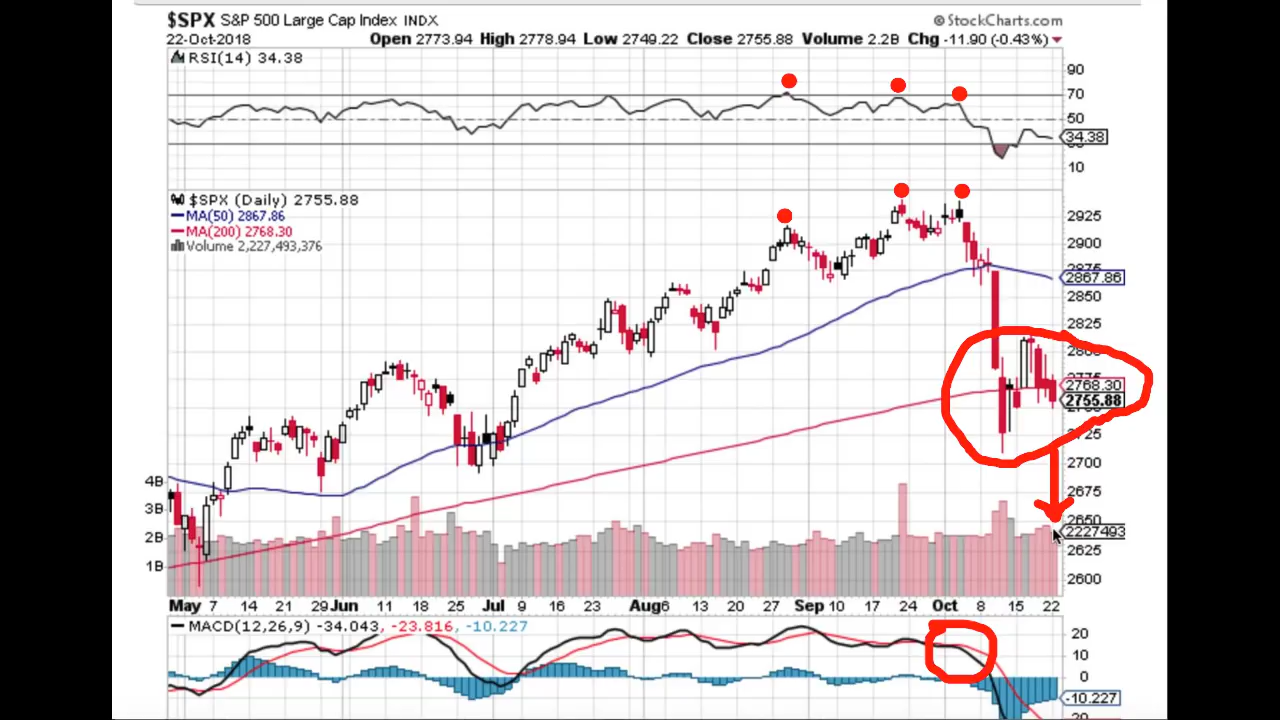 $SPX S&P 500 Large Cap Index INDX
© StockCharts.com
22-Oct-2018
Open 2773.94 High 2778.94 Low 2749.22 Close 2755.88 Volume 2.2B Chg -11.90 (-0.43%)
RSI(14) 34.38
90
70
50
34.38
10
$SPX (Daily) 2755.88
MA(50) 2867.86
MA(200) 2768.30
Volume 2,227,493,376
2925
2900
2867.86
2850
2825
2768.30
2755.88
2700
2675
2650
2227493
2625
2600
4B
3B
2B
1B
May 7 14 21 29 Jun 11 18 25 Jul 9 16 23 Aug 6 13 20 27 Sep 10 17 24 Oct 8 15 22
MACD(12,26,9) -34.043, -23.816, -10.227
20
10
0
-10.227